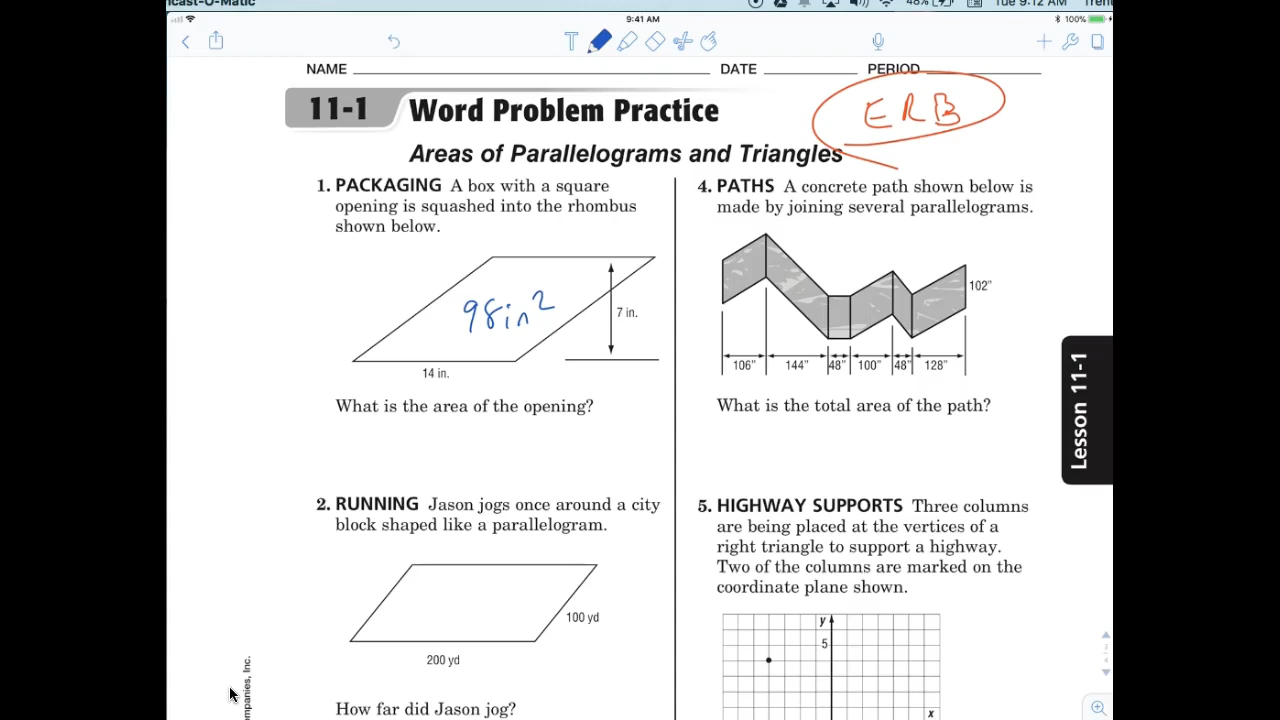 cast-O-Matic
48%
Tue 9:12 AM
Trent
9:41 AM
100%
T
NAME
DATE
PERIOD
ERB
11-1
Word Problem Practice
Areas of Parallelograms and Triangles
1. PACKAGING A box with a square
opening is squashed into the rhombus
shown below.
98in²
7 in.
14 in.
What is the area of the opening?
2. RUNNING Jason jogs once around a city
block shaped like a parallelogram.
100 yd
200 yd
How far did Jason jog?
4. PATHS A concrete path shown below is
made by joining several parallelograms.
102"
106" 144" 48" 100" 48" 128"
What is the total area of the path?
5. HIGHWAY SUPPORTS Three columns
are being placed at the vertices of a
right triangle to support a highway.
Two of the columns are marked on the
coordinate plane shown.
y
5
x
Lesson 11-1
mpanies, Inc.